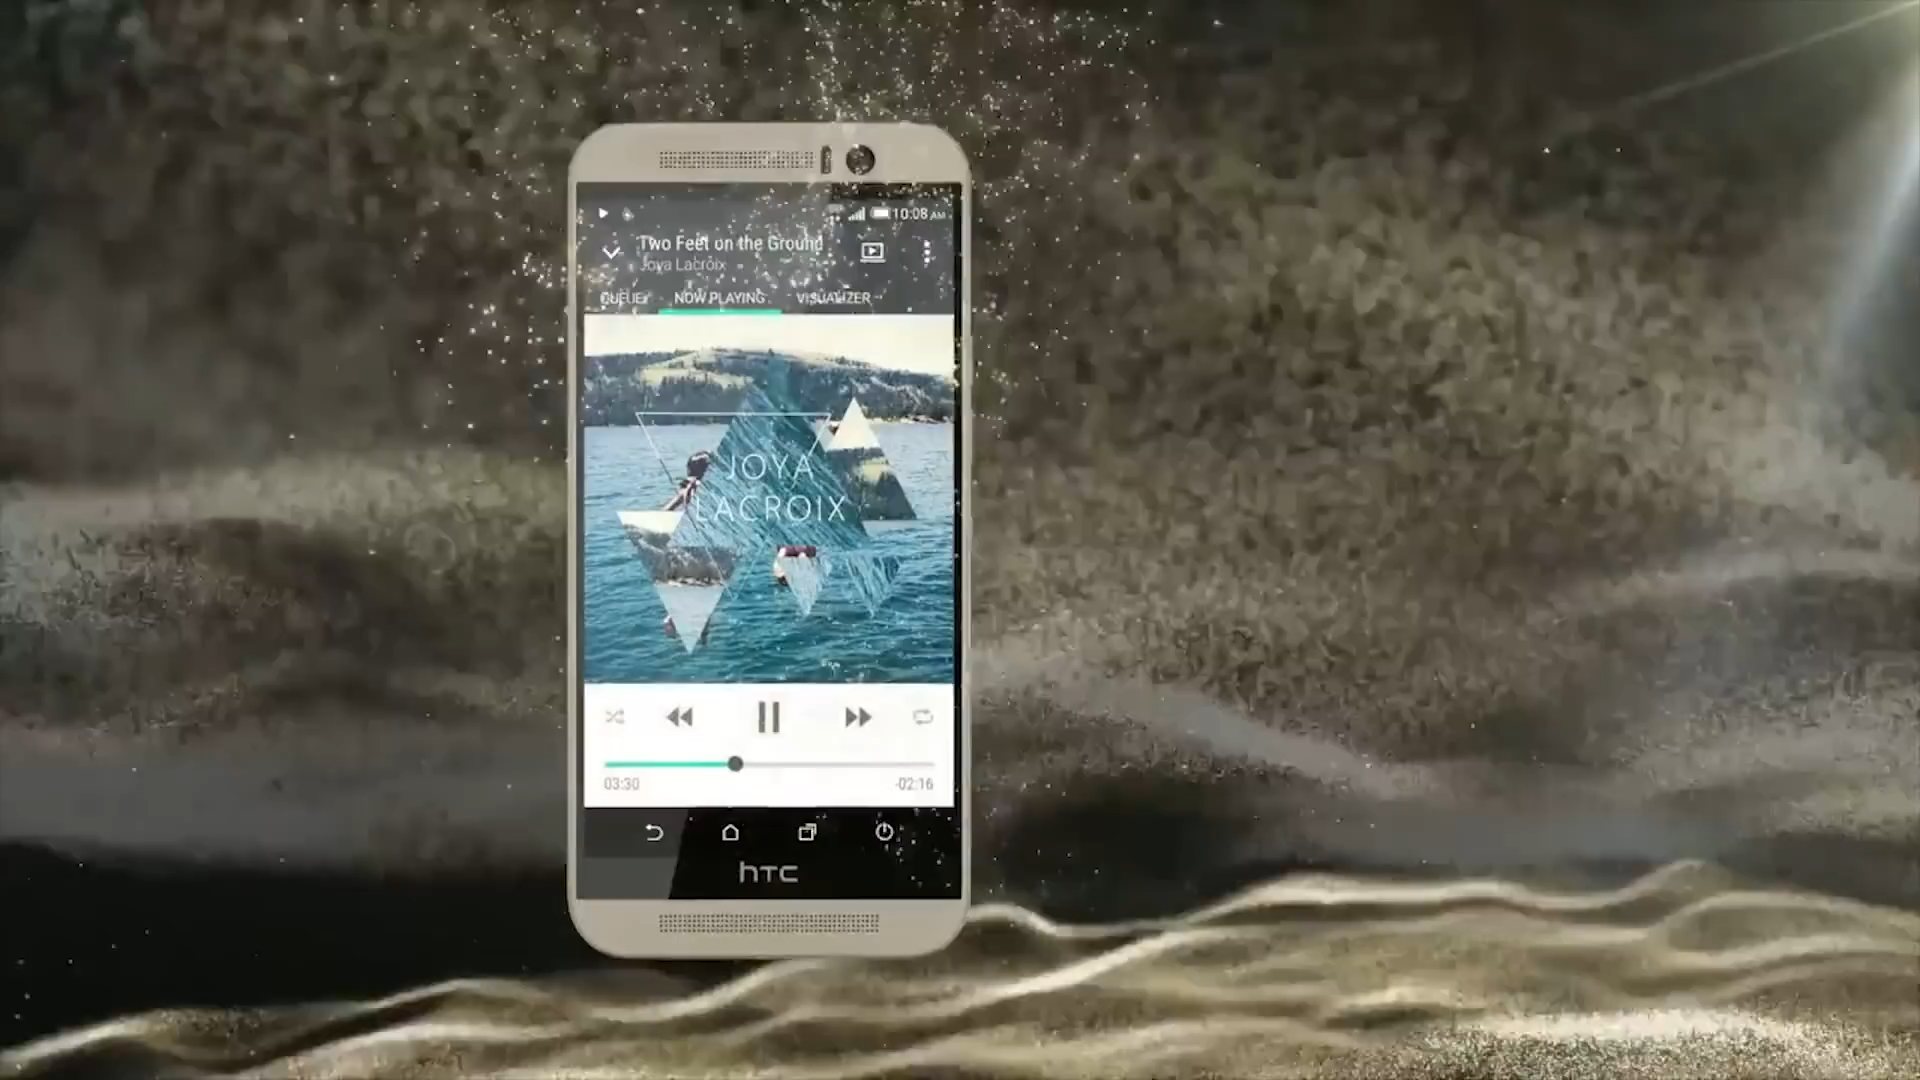 10:08 AM
Two Feet on the Ground
Joya Lacroix
QUEUE NOW PLAYING VISUALIZER
JOYA
LACROIX
03:30 -02:16
hTC